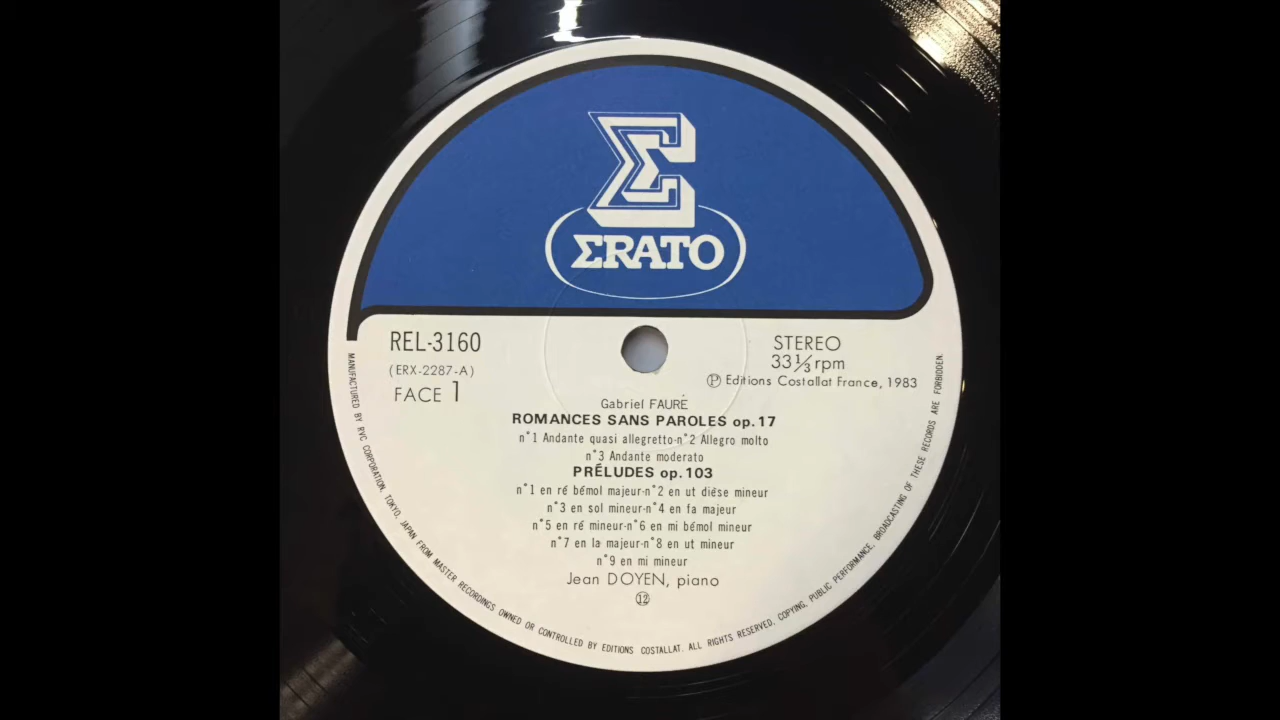 ΣRATO
REL-3160
(ERX-2287-A)
FACE 1
STEREO
33 1/3 rpm
Ⓟ Editions Costallat France, 1983
Gabriel FAURÉ
ROMANCES SANS PAROLES op.17
n°1 Andante quasi allegretto-n°2 Allegro molto
n°3 Andante moderato
PRÉLUDES op.103
n°1 en ré bémol majeur-n°2 en ut dièse mineur
n°3 en sol mineur-n°4 en fa majeur
n°5 en ré mineur-n°6 en mi bémol mineur
n°7 en la majeur-n°8 en ut mineur
n°9 en mi mineur
Jean DOYEN, piano
⑫
MANUFACTURED BY RVC CORPORATION, TOKYO, JAPAN FROM MASTER RECORDINGS OWNED OR CONTROLLED BY EDITIONS COSTALLAT. ALL RIGHTS RESERVED. COPYING, PUBLIC PERFORMANCE, BROADCASTING OF THESE RECORDS ARE FORBIDDEN.